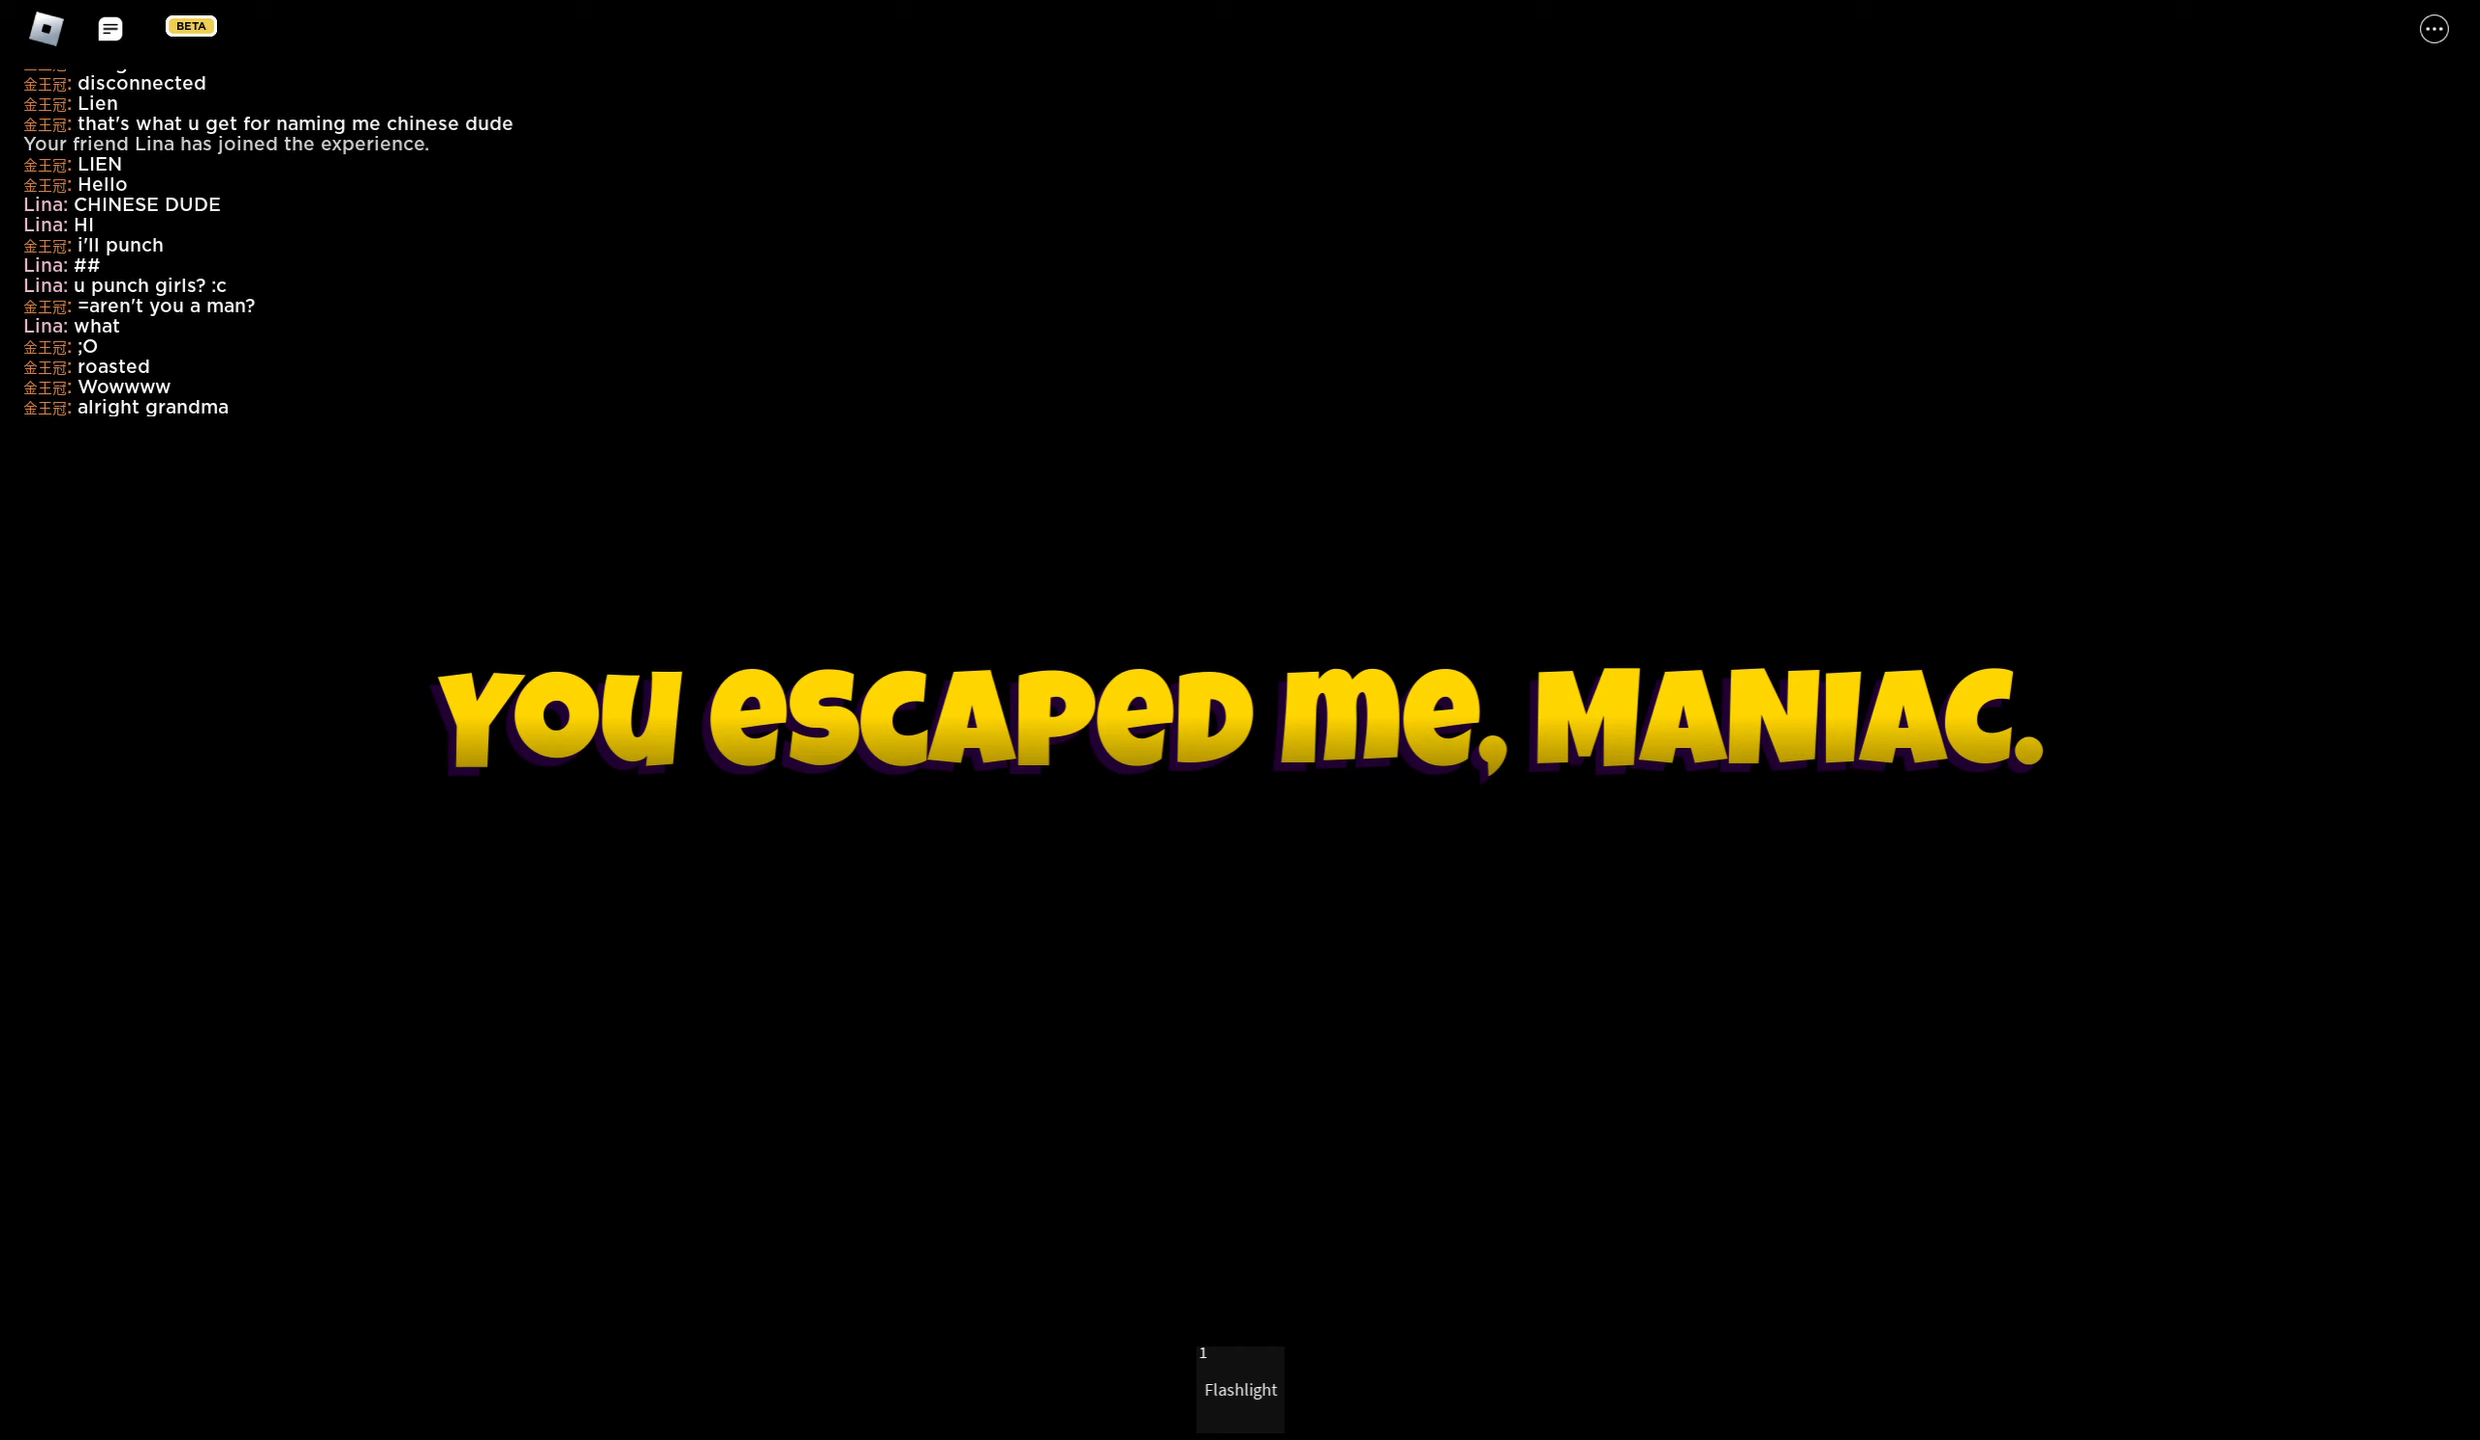 BETA
金王冠: disconnected
金王冠: Lien
金王冠: that's what u get for naming me chinese dude
Your friend Lina has joined the experience.
金王冠: LIEN
金王冠: Hello
Lina: CHINESE DUDE
Lina: HI
金王冠: i'll punch
Lina: ##
Lina: u punch girls? :c
金王冠: =aren't you a man?
Lina: what
金王冠: ;O
金王冠: roasted
金王冠: Wowwww
金王冠: alright grandma
You escaped me, MANIAC.
1
Flashlight